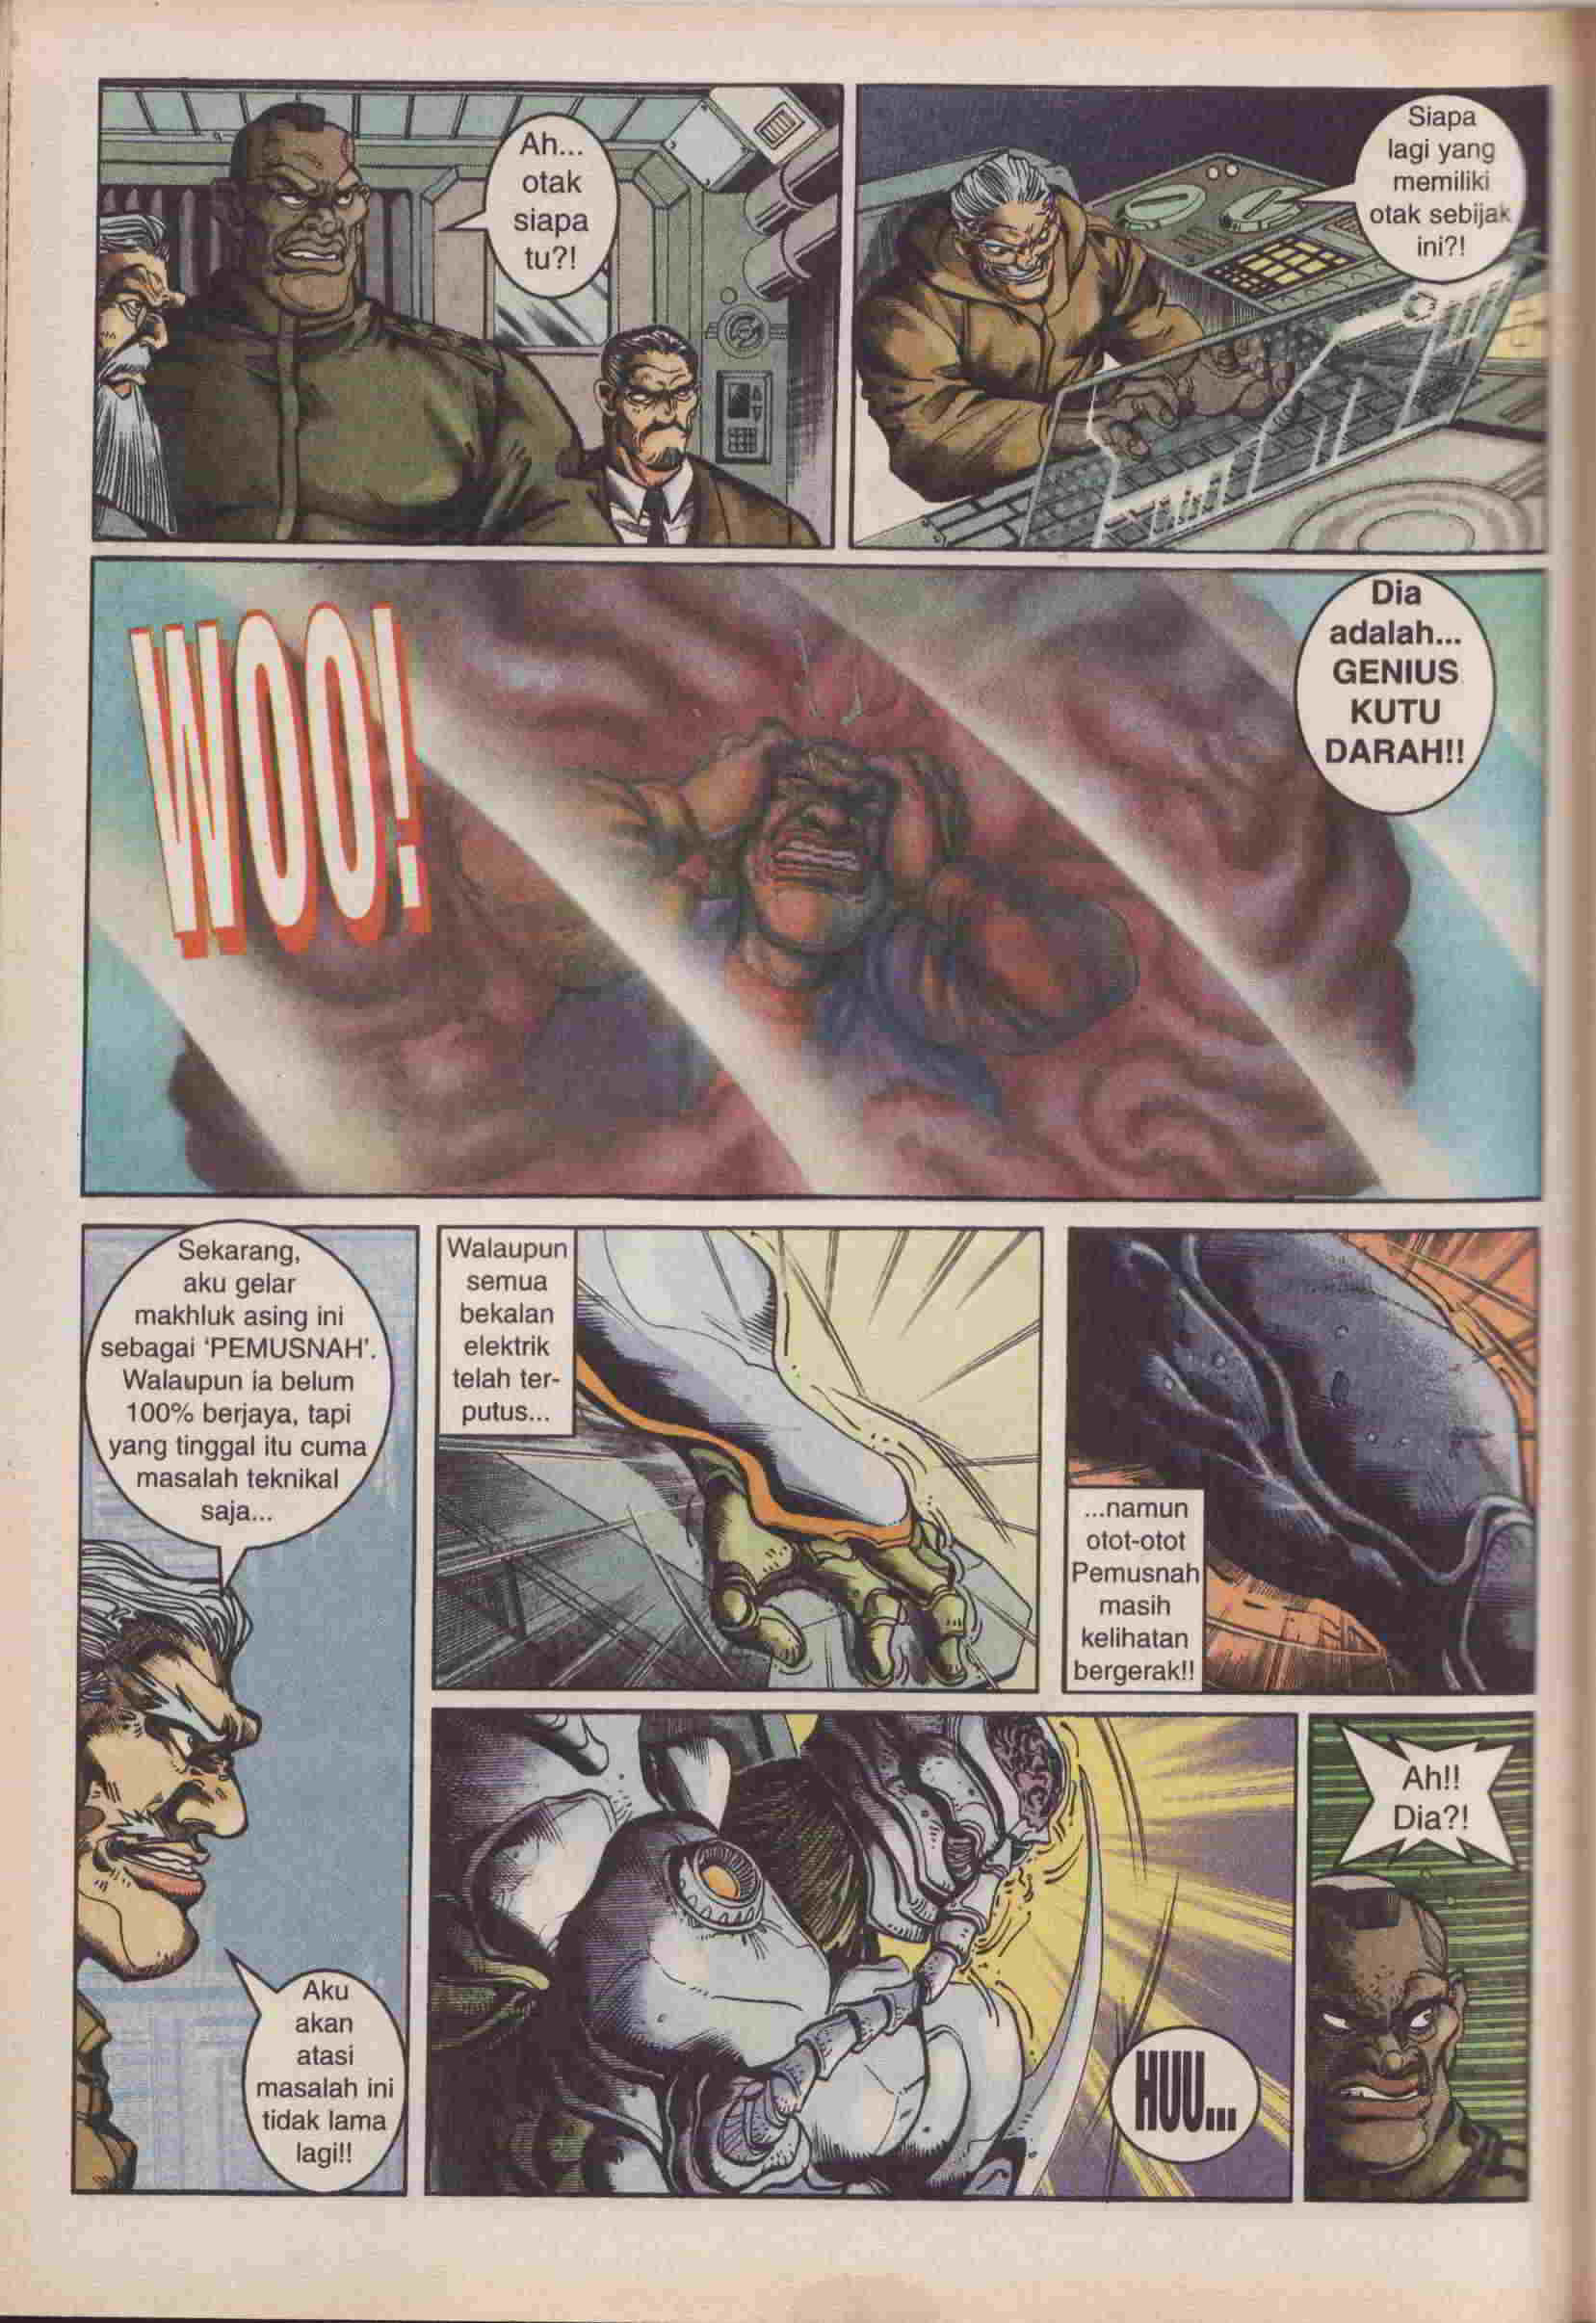 Ah...
otak
siapa
tu?!
Siapa
lagi yang
memiliki
otak sebijak
ini?!
WOO!
Dia
adalah...
GENIUS
KUTU
DARAH!!
Sekarang,
aku gelar
makhluk asing ini
sebagai ‘PEMUSNAH’.
Walaupun ia belum
100% berjaya, tapi
yang tinggal itu cuma
masalah teknikal
saja...
Aku
akan
atasi
masalah ini
tidak lama
lagi!!
Walaupun
semua
bekalan
elektrik
telah ter-
putus...
...namun
otot-otot
Pemusnah
masih
kelihatan
bergerak!!
HUU...
Ah!!
Dia?!